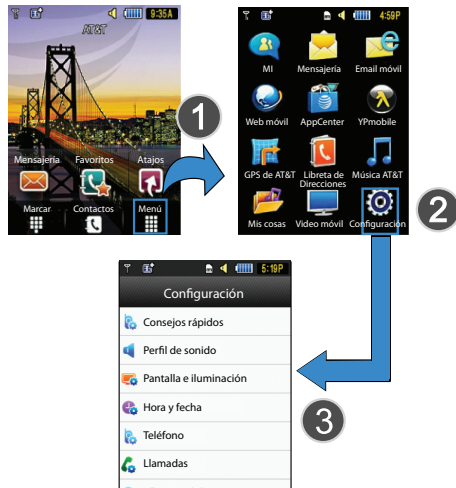 9:35A
AT&T
Mensajería Favoritos Atajos
Marcar Contactos Menú
1
4:59P
MI Mensajería Email móvil
Web móvil AppCenter YPmobile
GPS de AT&T Libreta de Direcciones Música AT&T
Mis cosas Video móvil Configuración
2
5:19P
Configuración
Consejos rápidos
Perfil de sonido
Pantalla e iluminación
Hora y fecha
Teléfono
Llamadas
3